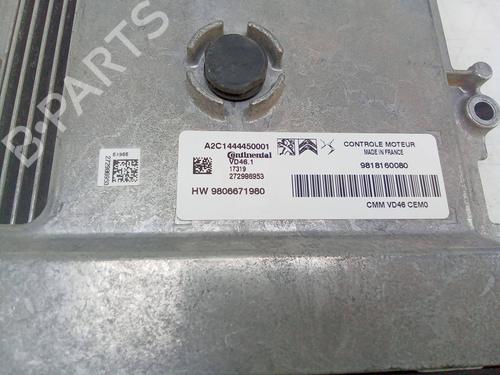 B-PARTS
E1966
272986953
A2C1444450001
Continental
VD46.1
17319
272986953
HW 9806671980
CONTROLE MOTEUR
MADE IN FRANCE
9818160080
CMM VD46 CEM0